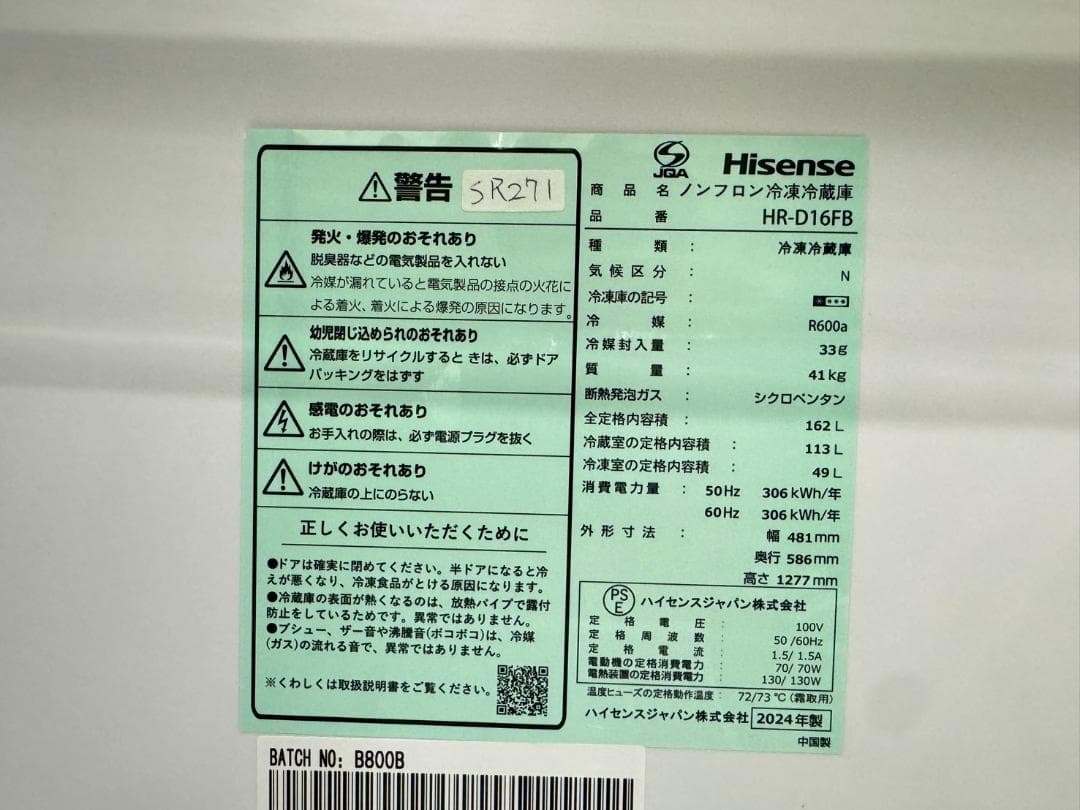 ⚠警告
SR271
発火・爆発のおそれあり
脱臭器などの電気製品を入れない
冷媒が漏れていると電気製品の接点の火花に
よる着火、着火による爆発の原因になります。
幼児閉じ込められのおそれあり
冷蔵庫をリサイクルすると きは、必ずドア
パッキングをはずす
感電のおそれあり
お手入れの際は、必ず電源プラグを抜く
けがのおそれあり
冷蔵庫の上にのらない
正しくお使いいただくために
●ドアは確実に閉めてください。半ドアになると冷
えが悪くなり、冷凍食品がとける原因になります。
●冷蔵庫の表面が熱くなるのは、放熱パイプで露付
防止をしているためです。異常ではありません。
●プシュー、ザー音や沸騰音(ボコボコ)は、冷媒
(ガス)の流れる音で、異常ではありません。
※くわしくは取扱説明書をご覧ください。
JQA
Hisense
商品名 ノンフロン冷凍冷蔵庫
品番 HR-D16FB
種類 : 冷凍冷蔵庫
気候区分 : N
冷凍庫の記号 :
冷媒 : R600a
冷媒封入量 : 33g
質量 : 41kg
断熱発泡ガス : シクロペンタン
全定格内容積 : 162 L
冷蔵室の定格内容積 : 113 L
冷凍室の定格内容積 : 49 L
消費電力量 : 50Hz 306 kWh/年
60Hz 306 kWh/年
外形寸法 : 幅 481mm
奥行 586mm
高さ 1277mm
PSE ハイセンスジャパン株式会社
定格電圧 : 100V
定格周波数 : 50 /60Hz
定格電流 : 1.5/ 1.5A
電動機の定格消費電力 : 70/ 70W
電熱装置の定格消費電力 : 130/ 130W
温度ヒューズの定格動作温度 : 72/73 ℃ (霜取用)
ハイセンスジャパン株式会社 2024年製
中国製
BATCH NO: B800B